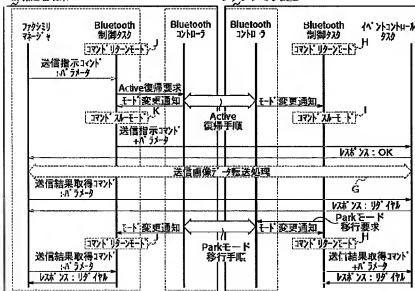 ファクシミリ
マネージャ
Bluetooth
制御タスク
Bluetooth
コントローラ
Bluetooth
コントローラ
Bluetooth
制御タスク
イベントコントロール
タスク
コマンドリターンモード
J
コマンドリターンモード
H
送信指示コマンド
:パラメータ
Active復帰要求
モード変更通知
モード変更通知
K
Active
復帰手順
I
コマンドスルーモード
コマンドスルーモード
送信指示コマンド
+パラメータ
レスポンス:OK
送信画像データ転送処理
G
送信結果取得コマンド
:パラメータ
レスポンス:リダイヤル
Parkモード
移行要求
モード変更通知
モード変更通知
コマンドリターンモード
J
Parkモード
移行手順
コマンドリターンモード
H
送信結果取得コマンド
:パラメータ
レスポンス:リダイヤル
送信結果取得コマンド
+パラメータ
レスポンス:リダイヤル